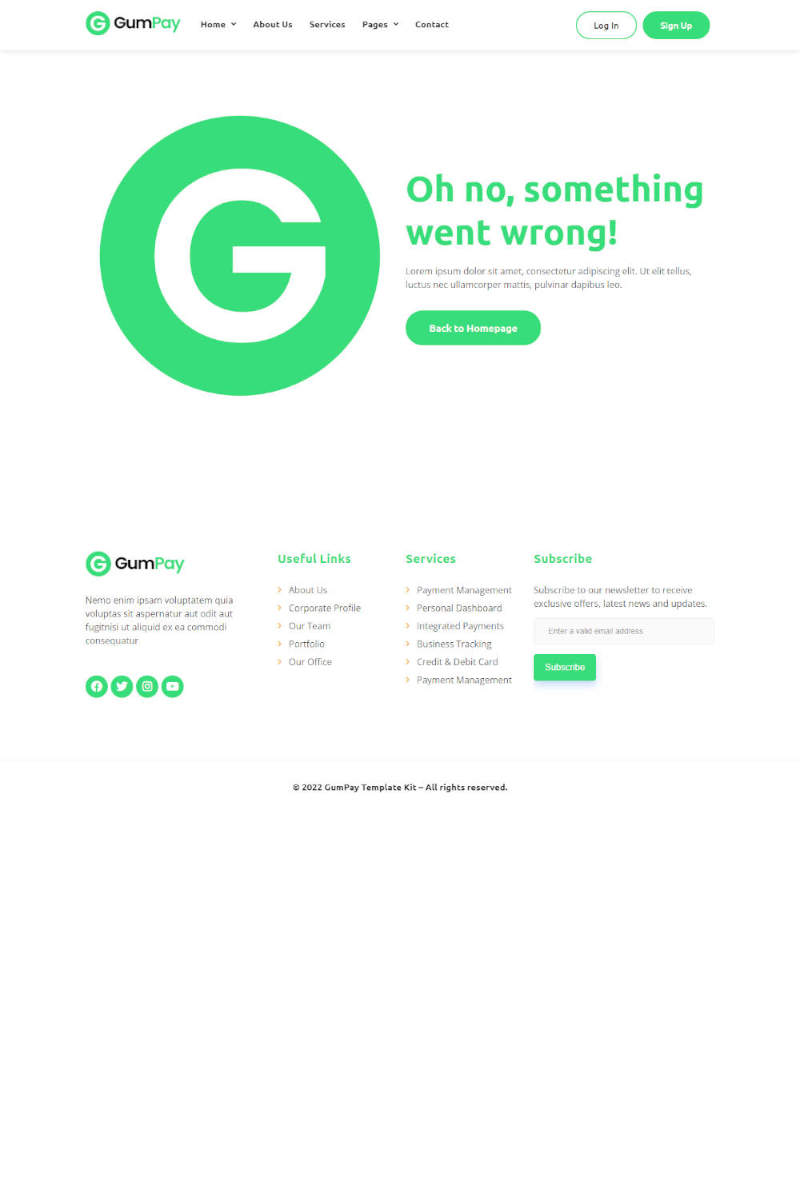 GumPay
Home
About Us
Services
Pages
Contact
Log In
Sign Up
G
Oh no, something
went wrong!
Lorem ipsum dolor sit amet, consectetur adipiscing elit. Ut elit tellus,
luctus nec ullamcorper mattis, pulvinar dapibus leo.
Back to Homepage
GumPay
Nemo enim ipsam voluptatem quia
voluptas sit aspernatur aut odit aut
fugitnisi ut aliquid ex ea commodi
consequatur
Useful Links
About Us
Corporate Profile
Our Team
Portfolio
Our Office
Services
Payment Management
Personal Dashboard
Integrated Payments
Business Tracking
Credit & Debit Card
Payment Management
Subscribe
Subscribe to our newsletter to receive
exclusive offers, latest news and updates.
Enter a valid email address
Subscribe
© 2022 GumPay Template Kit – All rights reserved.